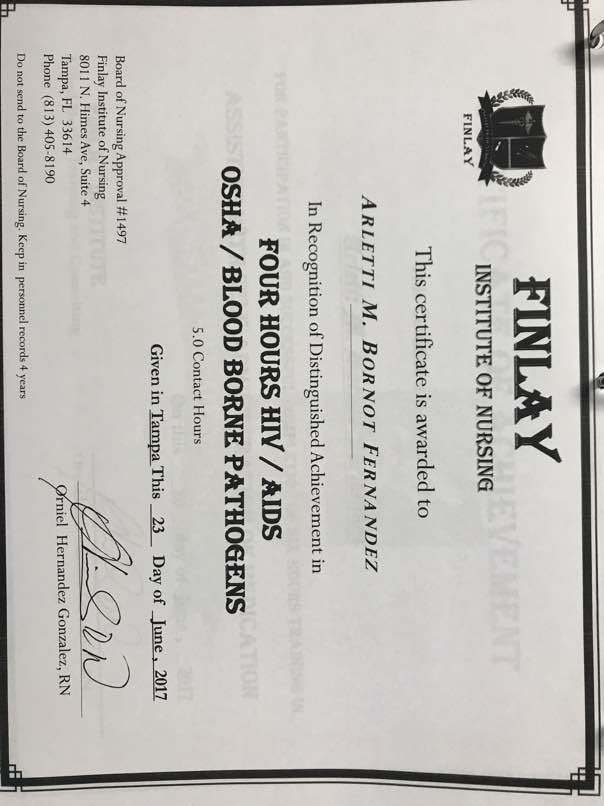 FINLAY
FINLAY
INSTITUTE OF NURSING
This certificate is awarded to
ARLETTI M. BORNOT FERNANDEZ
In Recognition of Distinguished Achievement in
FOUR HOURS HIV / AIDS
OSHA / BLOOD BORNE PATHOGENS
5.0 Contact Hours
Given in Tampa This 23 Day of June, 2017
Orniel Hernandez Gonzalez, RN
Board of Nursing Approval #1497
Finlay Institute of Nursing
8011 N. Himes Ave, Suite 4
Tampa, FL 33614
Phone (813) 405-8190
Do not send to the Board of Nursing. Keep in personnel records 4 years